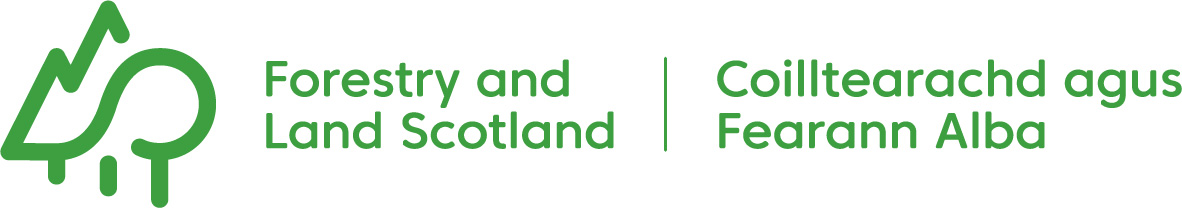 Forestry and
Land Scotland
Coilltearachd agus
Fearann Alba